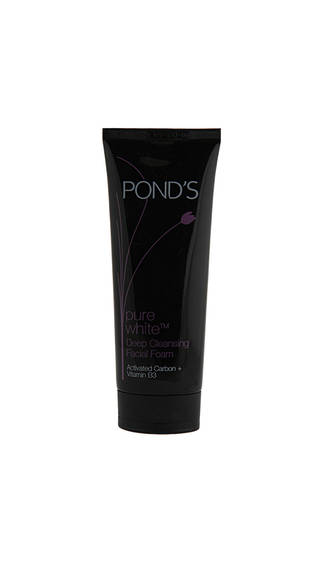 POND'S
pure
white™
Deep Cleansing
Facial Foam
Activated Carbon +
Vitamin B3